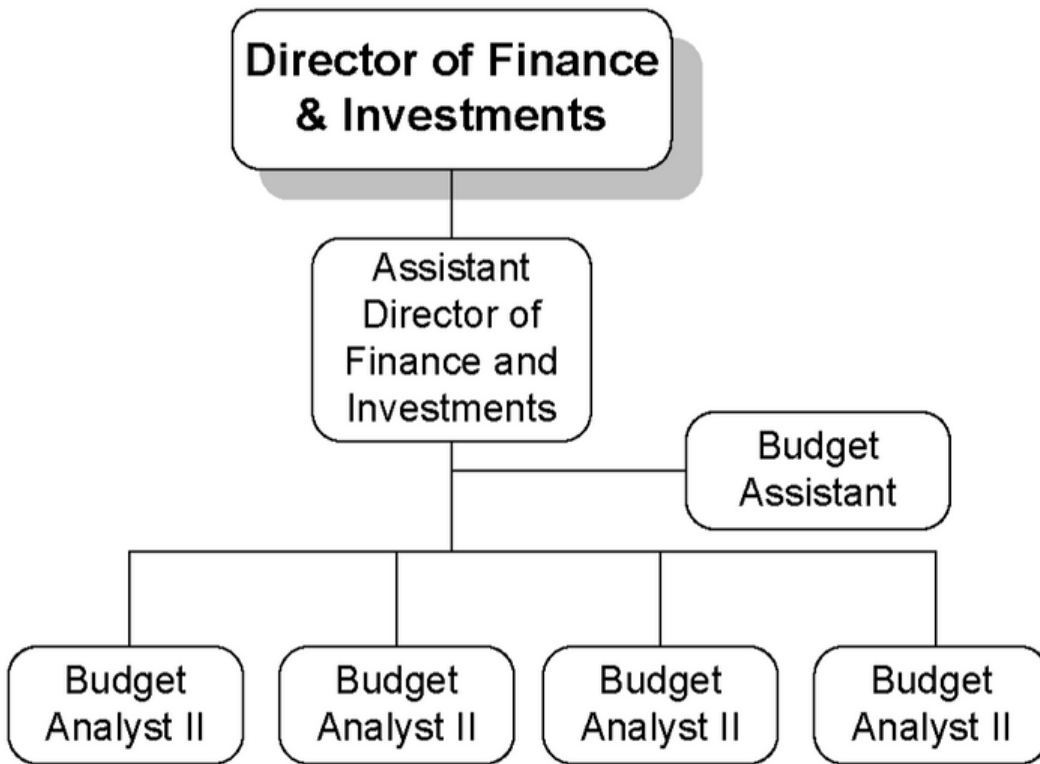 Director of Finance
& Investments
Assistant
Director of
Finance and
Investments
Budget
Assistant
Budget
Analyst II
Budget
Analyst II
Budget
Analyst II
Budget
Analyst II